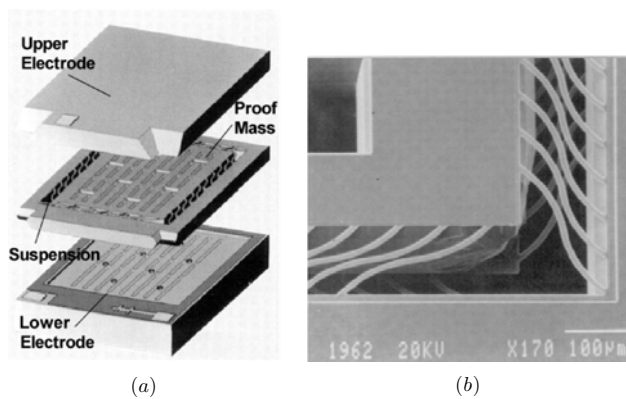 Upper
Electrode
Proof
Mass
Suspension
Lower
Electrode
1962 20KV X170 100µm
(a)
(b)